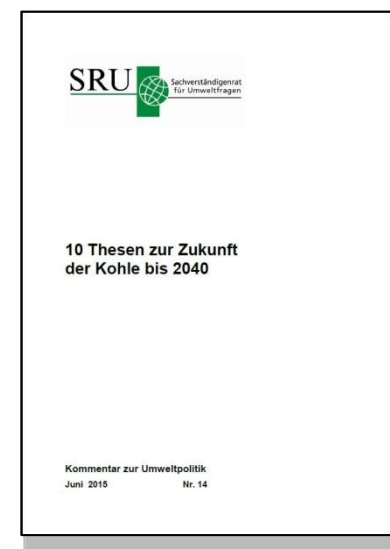 SRU
Sachverständigenrat
für Umweltfragen
10 Thesen zur Zukunft
der Kohle bis 2040
Kommentar zur Umweltpolitik
Juni 2015 Nr. 14